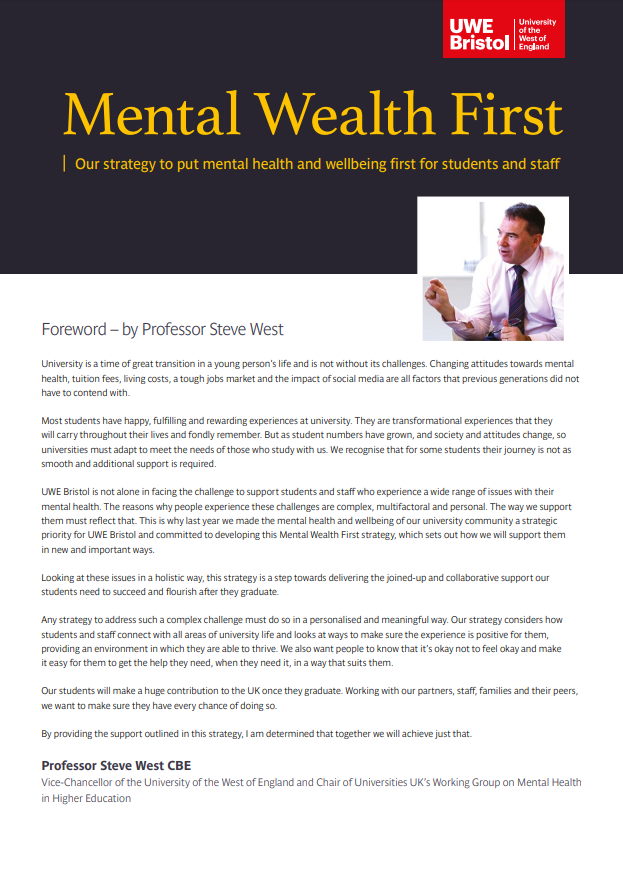 UWE
Bristol
University
of the
West of
England
Mental Wealth First
Our strategy to put mental health and wellbeing first for students and staff
Foreword – by Professor Steve West
University is a time of great transition in a young person's life and is not without its challenges. Changing attitudes towards mental
health, tuition fees, living costs, a tough jobs market and the impact of social media are all factors that previous generations did not
have to contend with.
Most students have happy, fulfilling and rewarding experiences at university. They are transformational experiences that they
will carry throughout their lives and fondly remember. But as student numbers have grown, and society and attitudes change, so
universities must adapt to meet the needs of those who study with us. We recognise that for some students their journey is not as
smooth and additional support is required.
UWE Bristol is not alone in facing the challenge to support students and staff who experience a wide range of issues with their
mental health. The reasons why people experience these challenges are complex, multifactoral and personal. The way we support
them must reflect that. This is why last year we made the mental health and wellbeing of our university community a strategic
priority for UWE Bristol and committed to developing this Mental Wealth First strategy, which sets out how we will support them
in new and important ways.
Looking at these issues in a holistic way, this strategy is a step towards delivering the joined-up and collaborative support our
students need to succeed and flourish after they graduate.
Any strategy to address such a complex challenge must do so in a personalised and meaningful way. Our strategy considers how
students and staff connect with all areas of university life and looks at ways to make sure the experience is positive for them,
providing an environment in which they are able to thrive. We also want people to know that it's okay not to feel okay and make
it easy for them to get the help they need, when they need it, in a way that suits them.
Our students will make a huge contribution to the UK once they graduate. Working with our partners, staff, families and their peers,
we want to make sure they have every chance of doing so.
By providing the support outlined in this strategy, I am determined that together we will achieve just that.
Professor Steve West CBE
Vice-Chancellor of the University of the West of England and Chair of Universities UK's Working Group on Mental Health
in Higher Education